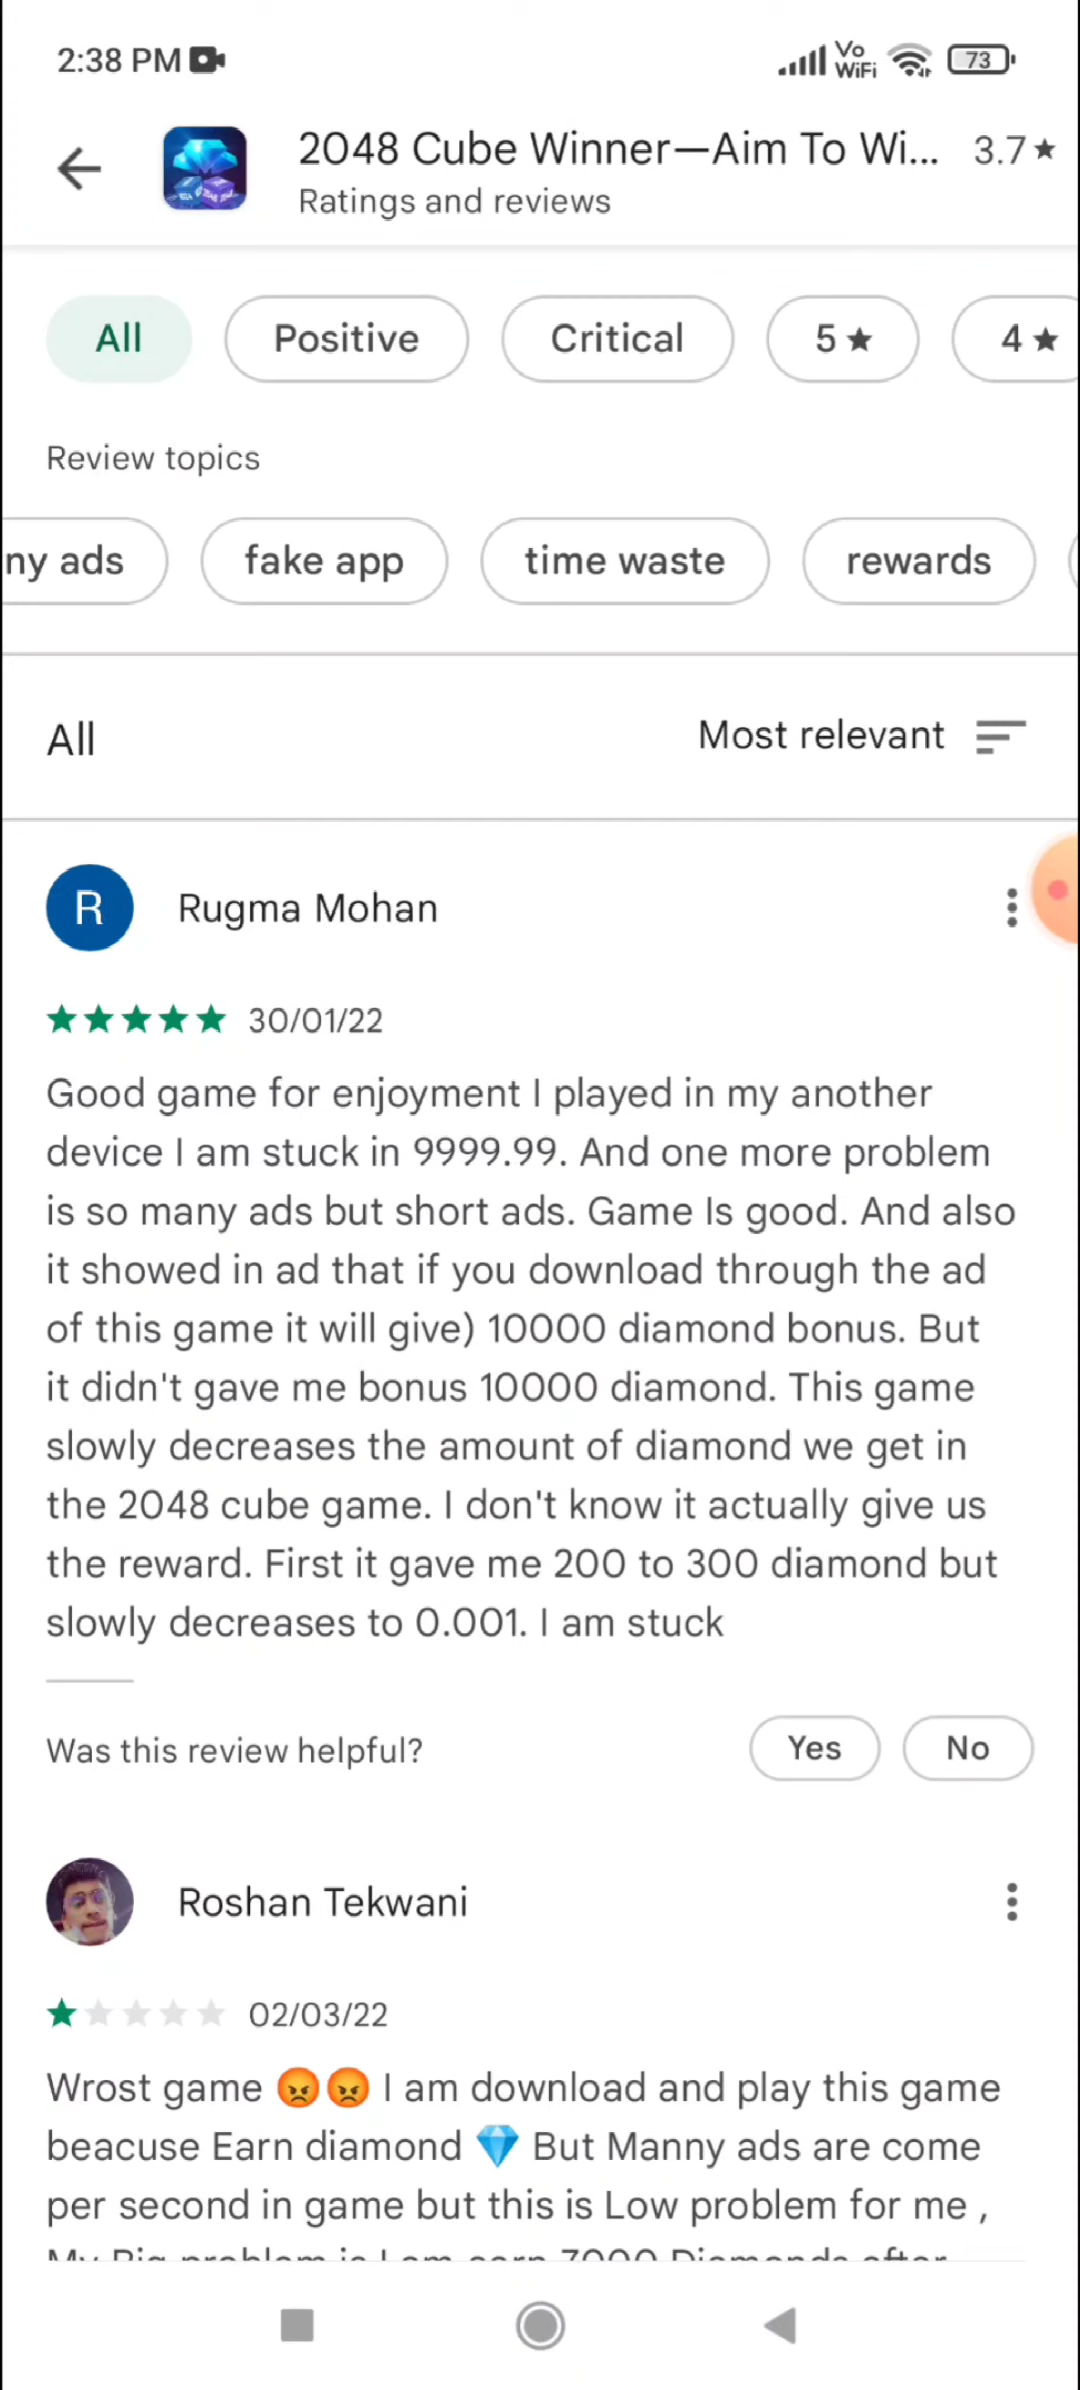 2:38 PM
Vo WiFi
73
2048 Cube Winner—Aim To Wi... 3.7★
Ratings and reviews
All Positive Critical 5★ 4★
Review topics
ny ads fake app time waste rewards
All Most relevant
R Rugma Mohan
30/01/22
Good game for enjoyment I played in my another
device I am stuck in 9999.99. And one more problem
is so many ads but short ads. Game Is good. And also
it showed in ad that if you download through the ad
of this game it will give) 10000 diamond bonus. But
it didn't gave me bonus 10000 diamond. This game
slowly decreases the amount of diamond we get in
the 2048 cube game. I don't know it actually give us
the reward. First it gave me 200 to 300 diamond but
slowly decreases to 0.001. I am stuck
Was this review helpful? Yes No
Roshan Tekwani
02/03/22
Wrost game 😡😡 I am download and play this game
beacuse Earn diamond 💎 But Manny ads are come
per second in game but this is Low problem for me ,
My Big problem is I am earn 7000 Diamonds after